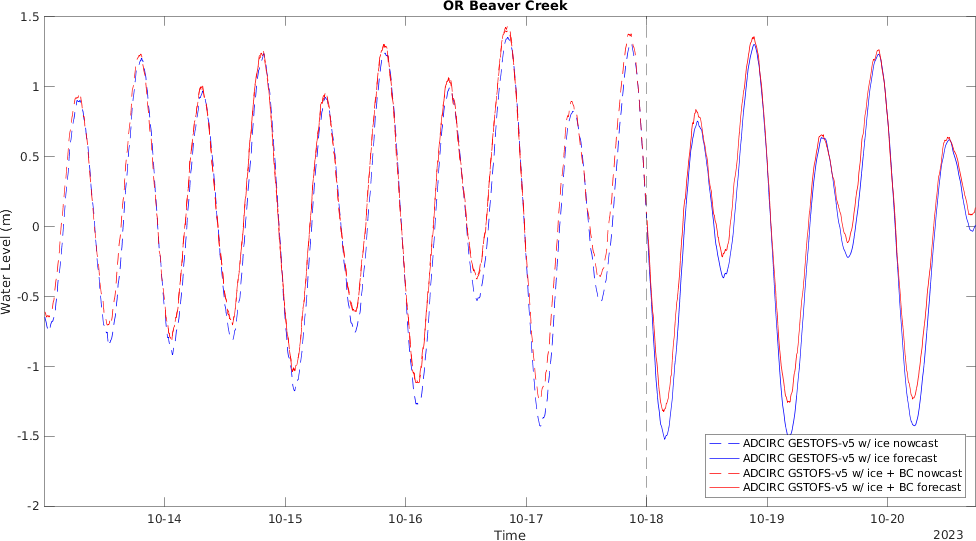 OR Beaver Creek
1.5
1
0.5
0
-0.5
-1
-1.5
-2
Water Level (m)
10-14 10-15 10-16 10-17 10-18 10-19 10-20
Time
2023
ADCIRC GESTOFS-v5 w/ ice nowcast
ADCIRC GESTOFS-v5 w/ ice forecast
ADCIRC GSTOFS-v5 w/ ice + BC nowcast
ADCIRC GSTOFS-v5 w/ ice + BC forecast